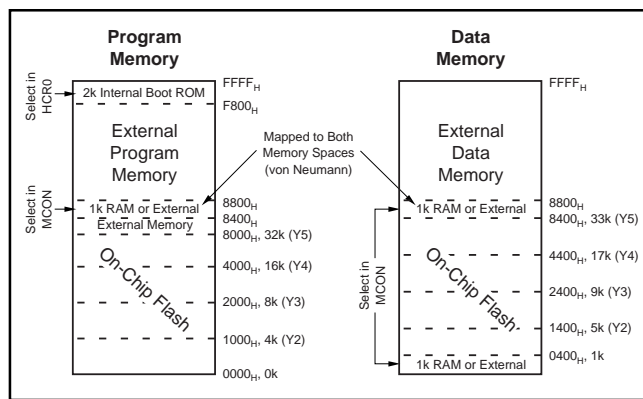 Program
Memory
Data
Memory
Select in
HCR0
2k Internal Boot ROM
FFFFH
F800H
External
Program
Memory
Mapped to Both
Memory Spaces
(von Neumann)
Select in
MCON
1k RAM or External
External Memory
8800H
8400H
8000H, 32k (Y5)
4000H, 16k (Y4)
2000H, 8k (Y3)
1000H, 4k (Y2)
0000H, 0k
On-Chip Flash
FFFFH
External
Data
Memory
1k RAM or External
8800H
8400H, 33k (Y5)
4400H, 17k (Y4)
2400H, 9k (Y3)
1400H, 5k (Y2)
0400H, 1k
On-Chip Flash
Select in
MCON
1k RAM or External